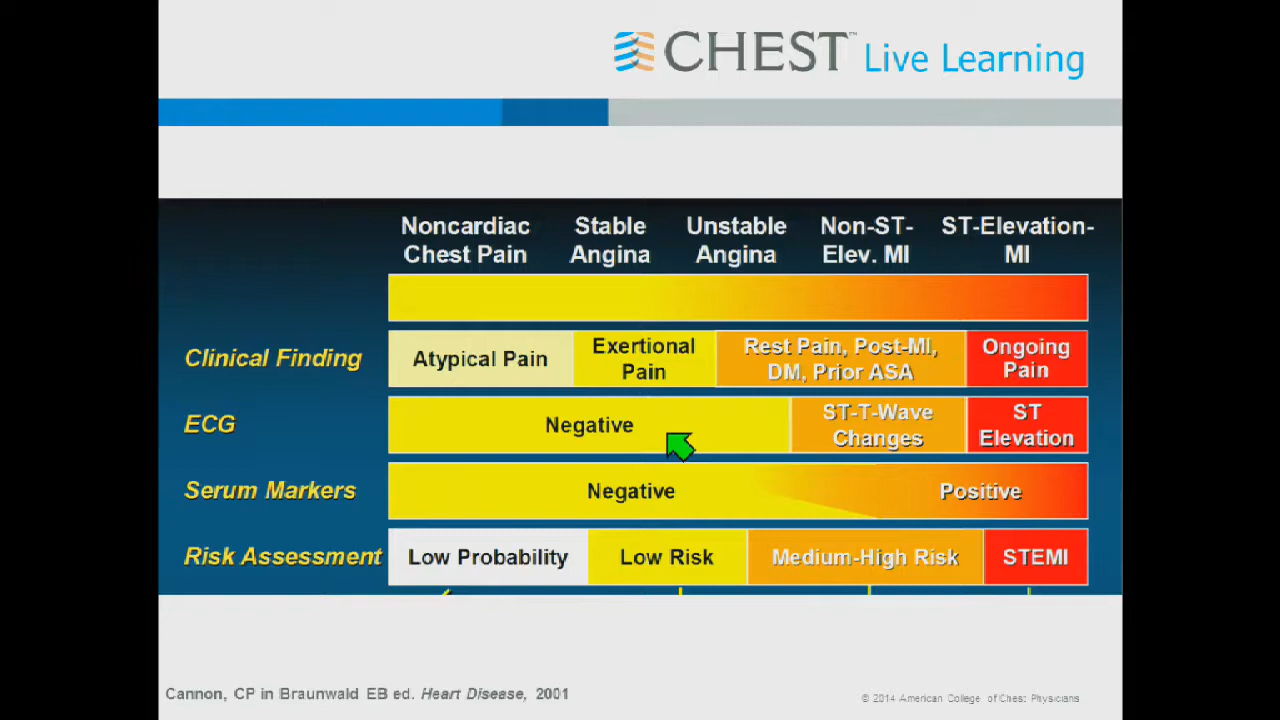 CHEST™ Live Learning
Noncardiac Chest Pain
Stable Angina
Unstable Angina
Non-ST-Elev. MI
ST-Elevation-MI
Clinical Finding
Atypical Pain
Exertional Pain
Rest Pain, Post-MI, DM, Prior ASA
Ongoing Pain
ECG
Negative
ST-T-Wave Changes
ST Elevation
Serum Markers
Negative
Positive
Risk Assessment
Low Probability
Low Risk
Medium-High Risk
STEMI
Cannon, CP in Braunwald EB ed. Heart Disease, 2001
© 2014 American College of Chest Physicians